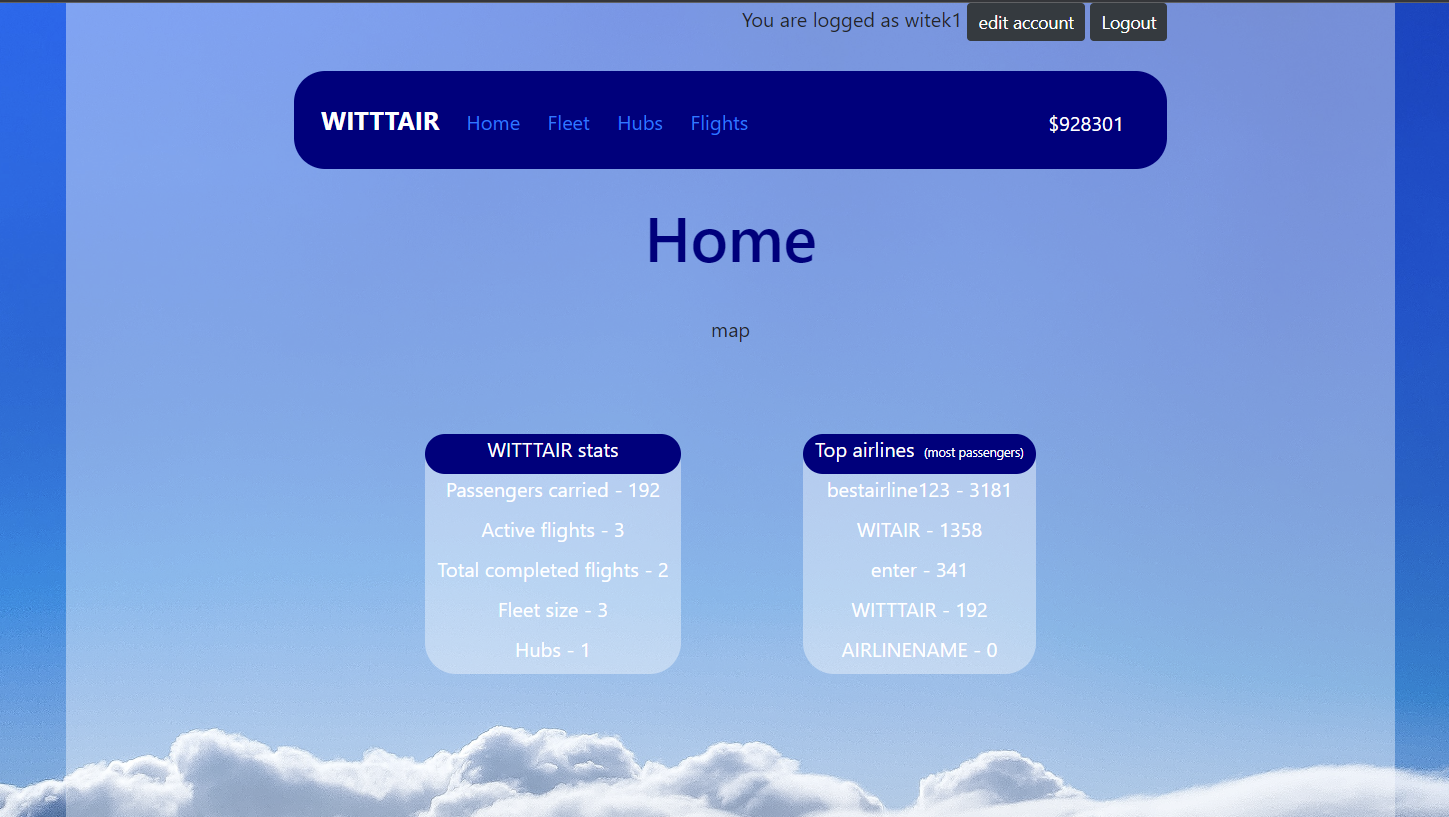 You are logged as witek1 edit account Logout
WITTTAIR Home Fleet Hubs Flights $928301
Home
map
WITTTAIR stats
Passengers carried - 192
Active flights - 3
Total completed flights - 2
Fleet size - 3
Hubs - 1
Top airlines (most passengers)
bestairline123 - 3181
WITAIR - 1358
enter - 341
WITTTAIR - 192
AIRLINENAME - 0